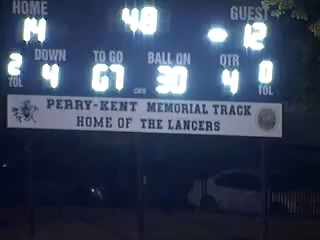 HOME 48 GUEST
14 12
DOWN TO GO BALL ON QTR
2 4 G7 30 4 0
TOL TOL
PERRY-KENT MEMORIAL TRACK
HOME OF THE LANCERS